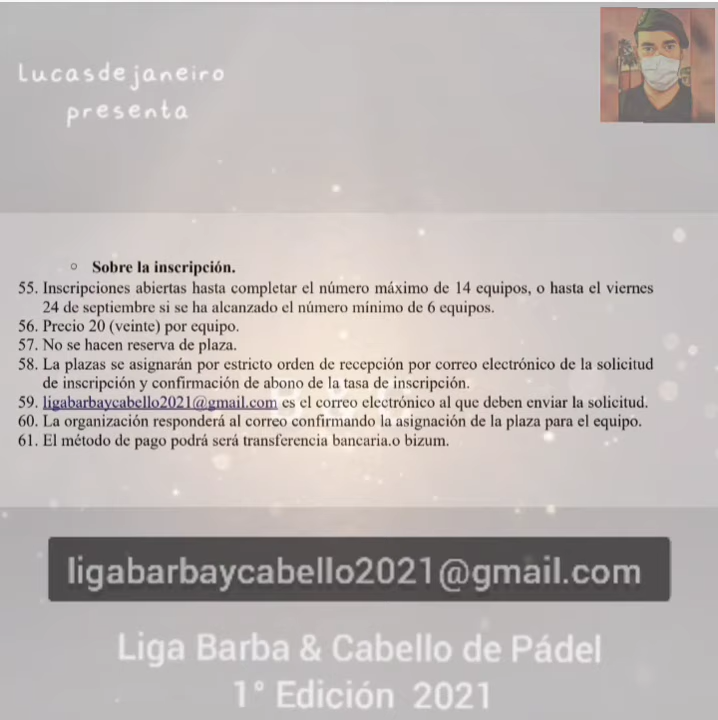 Lucasdejaneiro
presenta
○ Sobre la inscripción.
55. Inscripciones abiertas hasta completar el número máximo de 14 equipos, o hasta el viernes
24 de septiembre si se ha alcanzado el número mínimo de 6 equipos.
56. Precio 20 (veinte) por equipo.
57. No se hacen reserva de plaza.
58. La plazas se asignarán por estricto orden de recepción por correo electrónico de la solicitud
de inscripción y confirmación de abono de la tasa de inscripción.
59. ligabarbaycabello2021@gmail.com es el correo electrónico al que deben enviar la solicitud.
60. La organización responderá al correo confirmando la asignación de la plaza para el equipo.
61. El método de pago podrá será transferencia bancaria.o bizum.
ligabarbaycabello2021@gmail.com
Liga Barba & Cabello de Pádel
1° Edición 2021